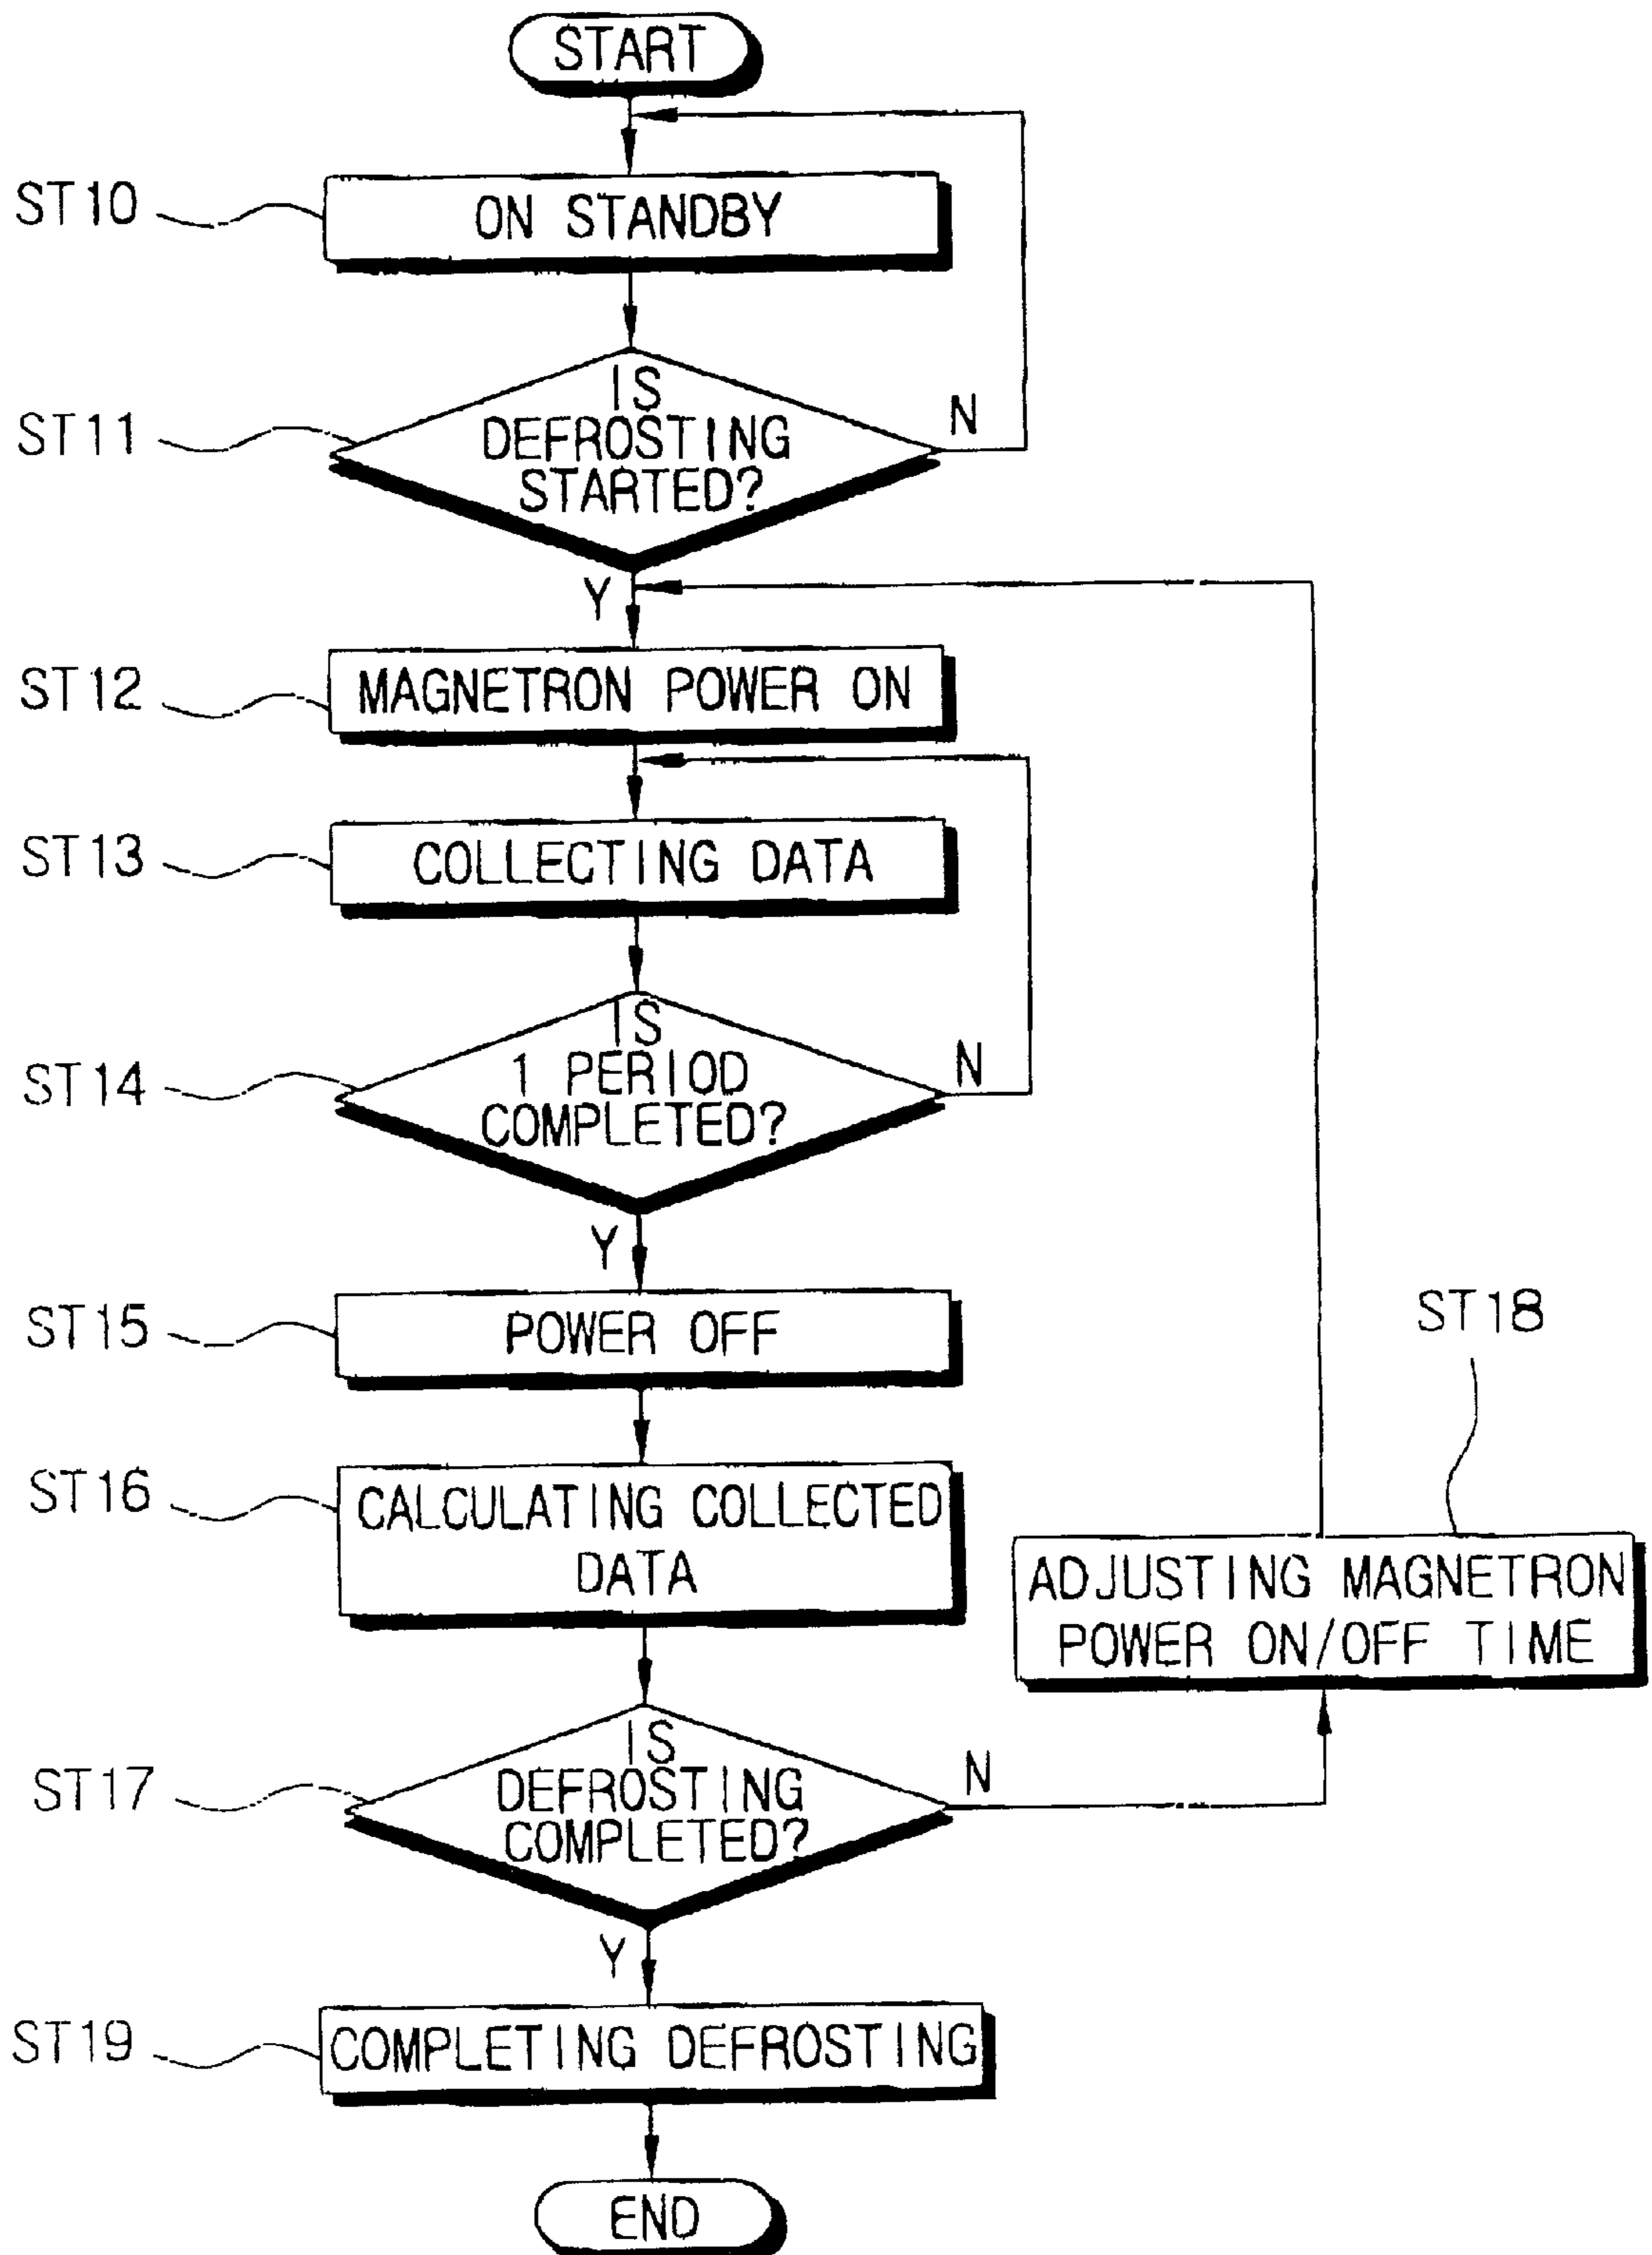 START
ST10
ON STANDBY
ST11
IS
DEFROSTING
STARTED?
N
Y
ST12
MAGNETRON POWER ON
ST13
COLLECTING DATA
ST14
IS
1 PERIOD
COMPLETED?
N
Y
ST15
POWER OFF
ST18
ST16
CALCULATING COLLECTED
DATA
ADJUSTING MAGNETRON
POWER ON/OFF TIME
ST17
IS
DEFROSTING
COMPLETED?
N
Y
ST19
COMPLETING DEFROSTING
END